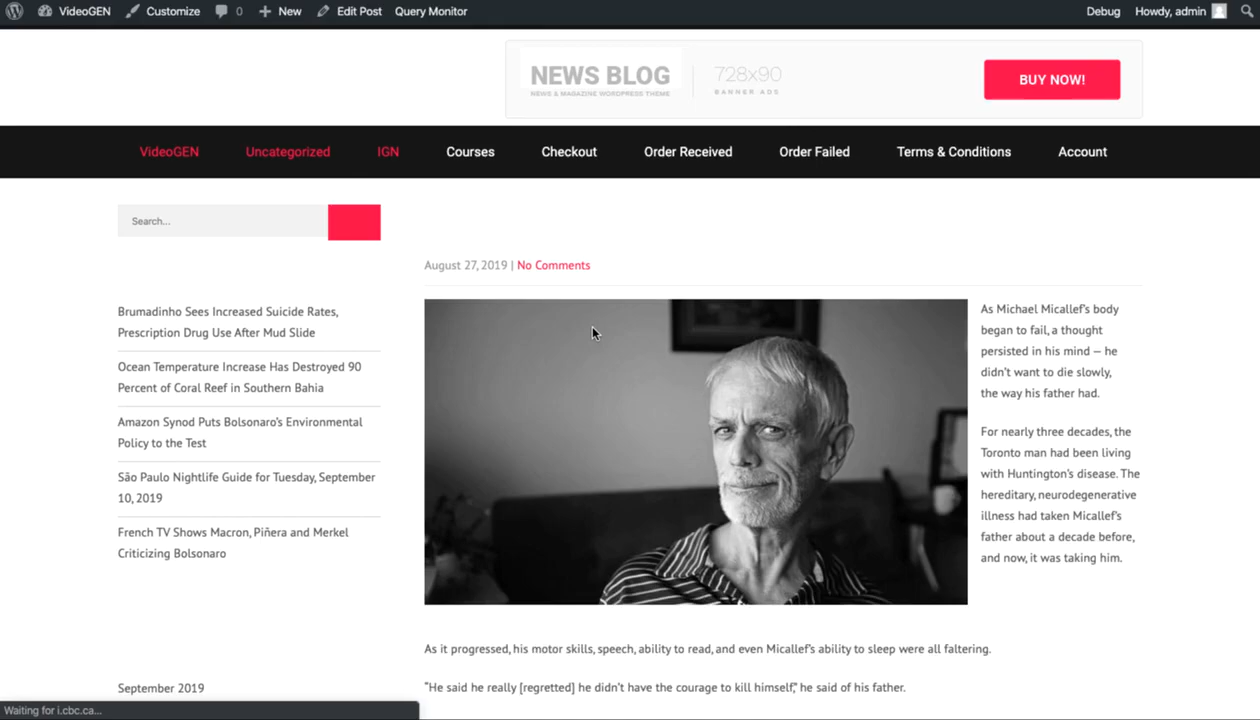 VideoGEN Customize 0 New Edit Post Query Monitor Debug Howdy, admin
NEWS BLOG
NEWS & MAGAZINE WORDPRESS THEME
728x90
BANNER ADS
BUY NOW!
VideoGEN Uncategorized IGN Courses Checkout Order Received Order Failed Terms & Conditions Account
Search...
Brumadinho Sees Increased Suicide Rates,
Prescription Drug Use After Mud Slide
Ocean Temperature Increase Has Destroyed 90
Percent of Coral Reef in Southern Bahia
Amazon Synod Puts Bolsonaro's Environmental
Policy to the Test
São Paulo Nightlife Guide for Tuesday, September
10, 2019
French TV Shows Macron, Piñera and Merkel
Criticizing Bolsonaro
September 2019
August 27, 2019 | No Comments
As Michael Micallef's body
began to fail, a thought
persisted in his mind — he
didn't want to die slowly,
the way his father had.
For nearly three decades, the
Toronto man had been living
with Huntington's disease. The
hereditary, neurodegenerative
illness had taken Micallef's
father about a decade before,
and now, it was taking him.
As it progressed, his motor skills, speech, ability to read, and even Micallef's ability to sleep were all faltering.
“He said he really [regretted] he didn't have the courage to kill himself,” he said of his father.
Waiting for i.cbc.ca...